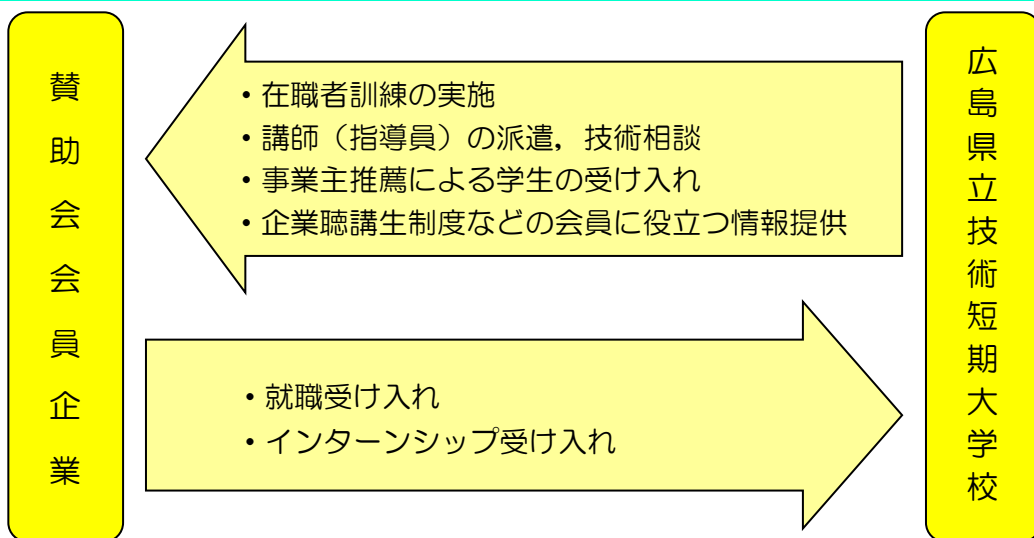 賛助会会員企業
・在職者訓練の実施
・講師（指導員）の派遣，技術相談
・事業主推薦による学生の受け入れ
・企業聴講生制度などの会員に役立つ情報提供
・就職受け入れ
・インターンシップ受け入れ
広島県立技術短期大学校